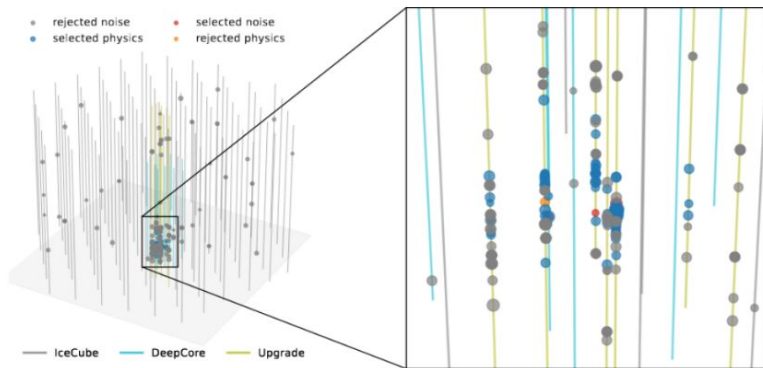 rejected noise selected noise
selected physics rejected physics
IceCube DeepCore Upgrade